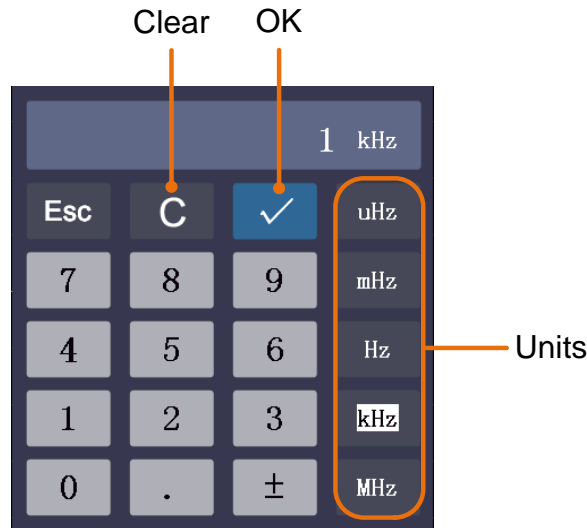 Clear OK
1 kHz
Esc C ✓ uHz
7 8 9 mHz
4 5 6 Hz
Units
1 2 3 kHz
0 . ± MHz